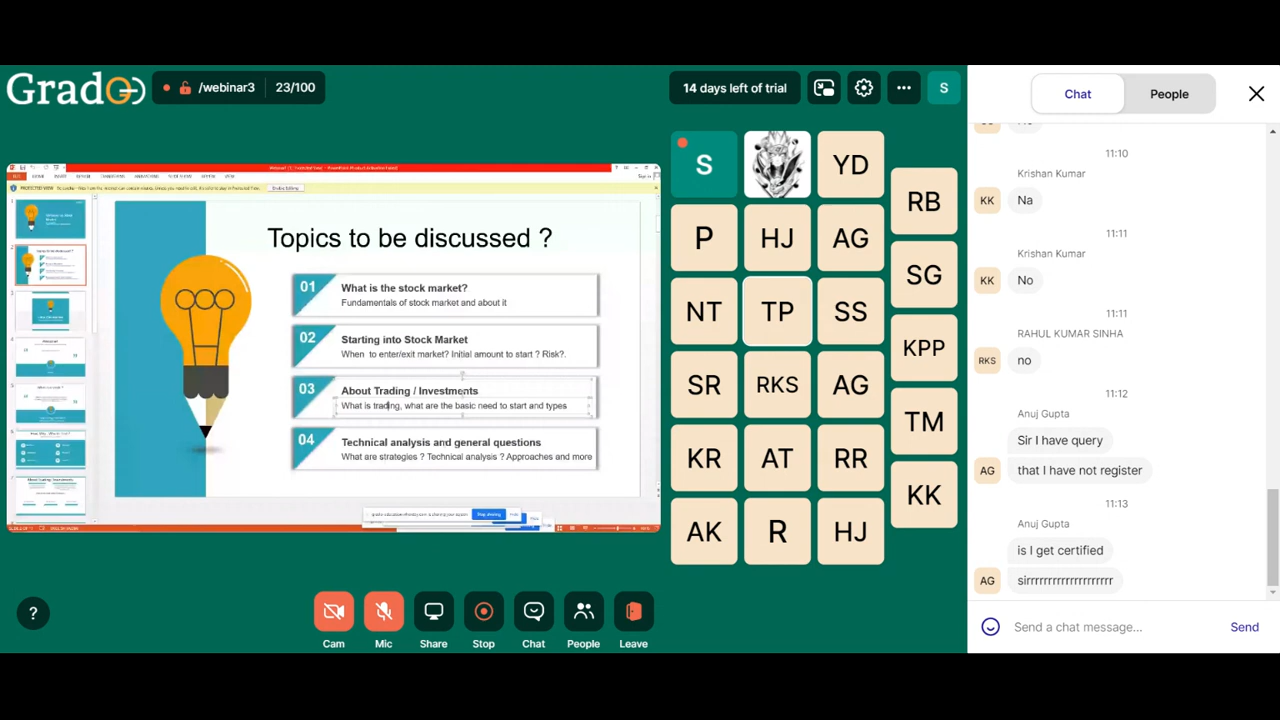 Grado
/webinar3
23/100
14 days left of trial
S
Chat
People
Topics to be discussed ?
01
What is the stock market?
Fundamentals of stock market and about it
02
Starting into Stock Market
When to enter/exit market? Initial amount to start ? Risk?.
03
About Trading / Investments
What is trading, what are the basic need to start and types
04
Technical analysis and general questions
What are strategies ? Technical analysis ? Approaches and more
S
YD
RB
P
HJ
AG
SG
NT
TP
SS
KPP
SR
RKS
AG
TM
KR
AT
RR
KK
AK
R
HJ
11:10
Krishan Kumar
KK
Na
11:11
Krishan Kumar
KK
No
11:11
RAHUL KUMAR SINHA
RKS
no
11:12
Anuj Gupta
Sir I have query
AG
that I have not register
11:13
Anuj Gupta
is I get certified
AG
sirrrrrrrrrrrrrrrrrrr
?
Cam
Mic
Share
Stop
Chat
People
Leave
Send a chat message...
Send